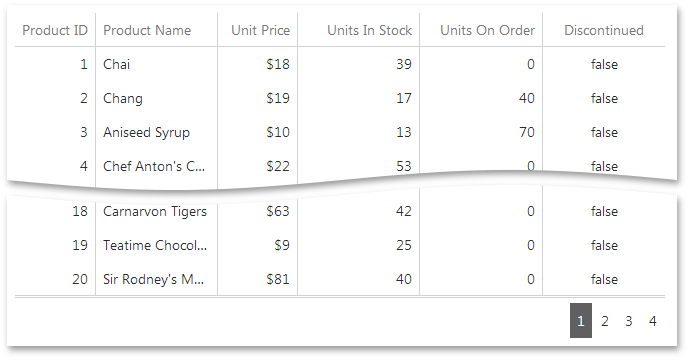 Product ID Product Name Unit Price Units In Stock Units On Order Discontinued
1 Chai $18 39 0 false
2 Chang $19 17 40 false
3 Aniseed Syrup $10 13 70 false
4 Chef Anton's C... $22 53 0 false
18 Carnarvon Tigers $63 42 0 false
19 Teatime Chocol... $9 25 0 false
20 Sir Rodney's M... $81 40 0 false
1 2 3 4